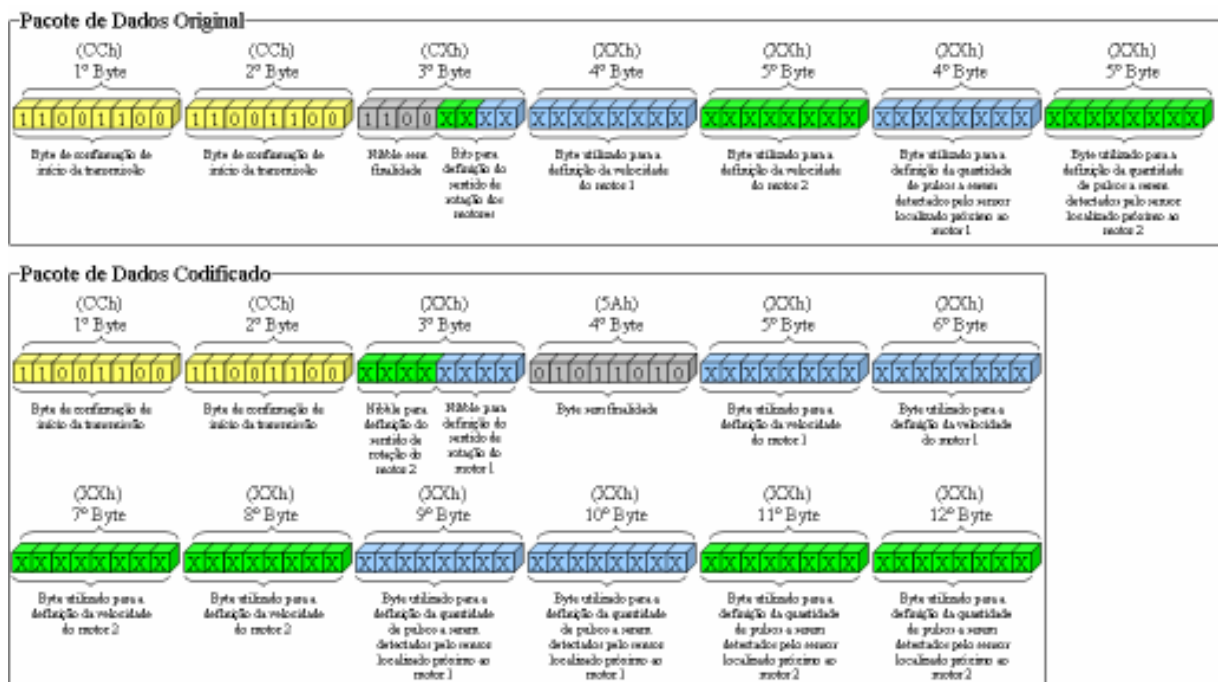 Pacote de Dados Original
(CCh) (CCh) (CXh) (XXh) (XXh) (XXh) (XXh)
1º Byte 2º Byte 3º Byte 4º Byte 5º Byte 4º Byte 5º Byte
1 1 0 0 1 1 0 0 1 1 0 0 1 1 0 0 1 1 0 0 X X X X X X X X X X X X X X X X X X X X X X X X X X X X X X X X X X X X
Byte de confirmação de Byte de confirmação de Nibble sem Bits para Byte utilizado para a Byte utilizado para a Byte utilizado para a Byte utilizado para a
início da transmissão início da transmissão finalidade definição do definição da velocidade definição da velocidade definição da quantidade definição da quantidade
sentido de do motor 1 do motor 2 de pulsos a serem de pulsos a serem
rotação dos detectados pelo sensor detectados pelo sensor
motores localizado próximo ao localizado próximo ao
motor 1 motor 2
Pacote de Dados Codificado
(CCh) (CCh) (XXh) (5Ah) (XXh) (XXh)
1º Byte 2º Byte 3º Byte 4º Byte 5º Byte 6º Byte
1 1 0 0 1 1 0 0 1 1 0 0 1 1 0 0 X X X X X X X X 0 1 0 1 1 0 1 0 X X X X X X X X X X X X X X X X
Byte de confirmação de Byte de confirmação de Nibble para Nibble para Byte sem finalidade Byte utilizado para a Byte utilizado para a
início da transmissão início da transmissão definição do definição do definição da velocidade definição da velocidade
sentido de sentido de do motor 1 do motor 1
rotação do rotação do
motor 2 motor 1
(XXh) (XXh) (XXh) (XXh) (XXh) (XXh)
7º Byte 8º Byte 9º Byte 10º Byte 11º Byte 12º Byte
X X X X X X X X X X X X X X X X X X X X X X X X X X X X X X X X X X X X X X X X X X X X X X X X
Byte utilizado para a Byte utilizado para a Byte utilizado para a Byte utilizado para a Byte utilizado para a Byte utilizado para a
definição da velocidade definição da velocidade definição da quantidade definição da quantidade definição da quantidade definição da quantidade
do motor 2 do motor 2 de pulsos a serem de pulsos a serem de pulsos a serem de pulsos a serem
detectados pelo sensor detectados pelo sensor detectados pelo sensor detectados pelo sensor
localizado próximo ao localizado próximo ao localizado próximo ao localizado próximo ao
motor 1 motor 1 motor 2 motor 2